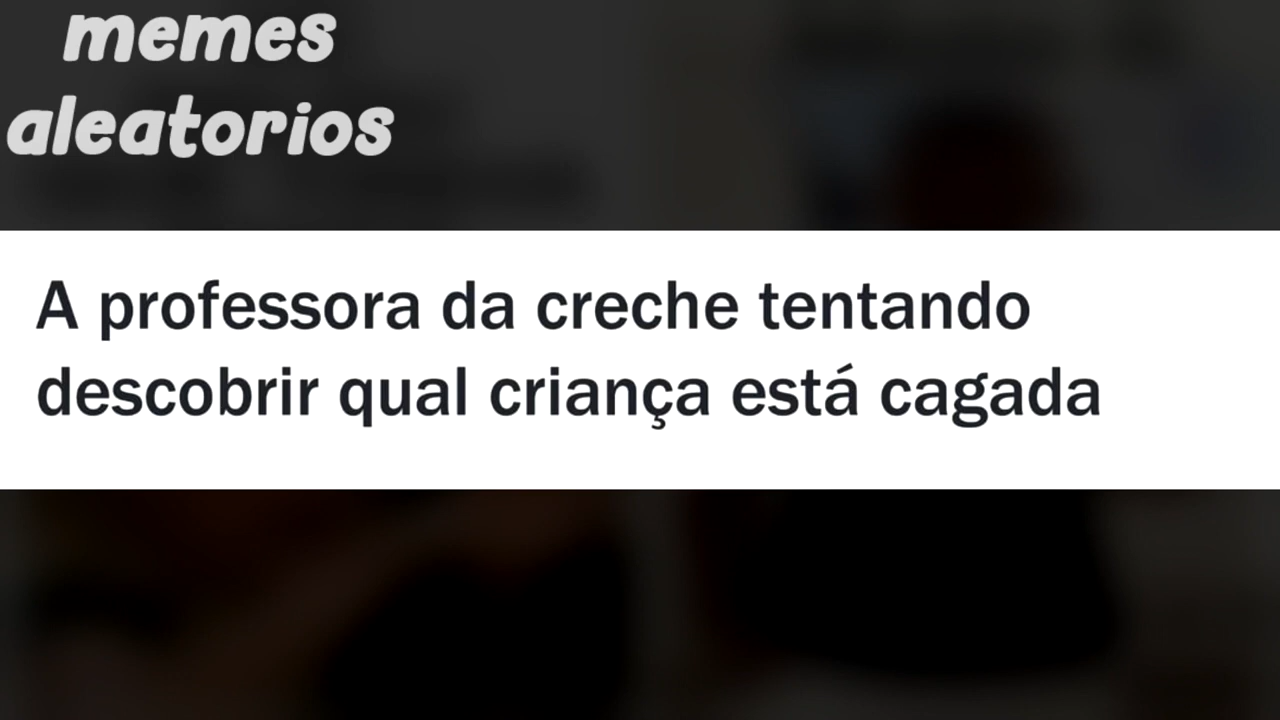 memes
aleatorios
A professora da creche tentando
descobrir qual criança está cagada